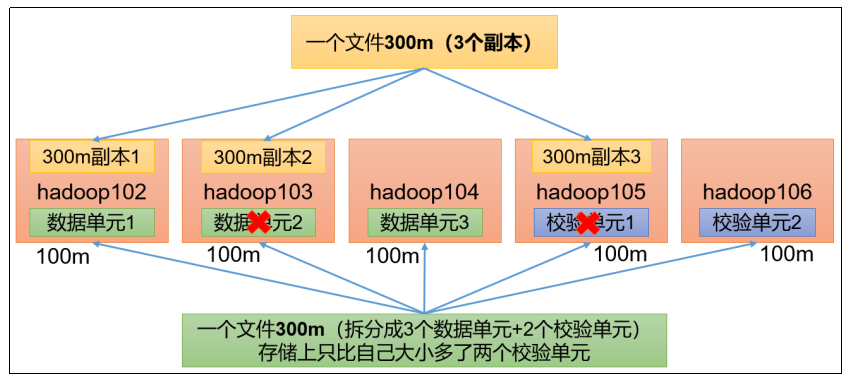 一个文件300m（3个副本）
300m副本1
300m副本2
300m副本3
hadoop102
hadoop103
hadoop104
hadoop105
hadoop106
数据单元1
数据单元2
数据单元3
校验单元1
校验单元2
100m
100m
100m
100m
100m
一个文件300m（拆分成3个数据单元+2个校验单元）
存储上只比自己大小多了两个校验单元